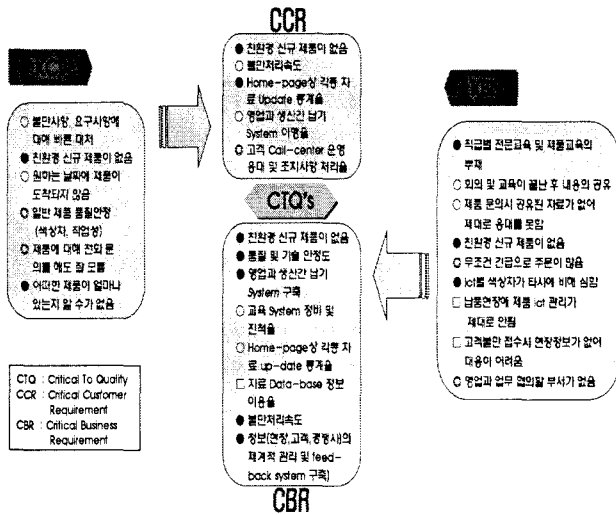 CCR
● 친환경 신규 제품이 없음
○ 불만처리속도
● Home-page상 각종 자
료 Update 통계율
○ 영업과 생산간 납기
System 이행율
✪ 고객 Call-center 운영
응대 및 조치사항 처리율
○ 불만사항, 요구사항에
대해 빠른 대처
● 친환경 신규 제품이 없음
○ 원하는 날짜에 제품이
도착되지 않음
✪ 일반 제품 품질안정
(색상차, 작업성)
✪ 제품에 대해 전화 문
의를 해도 잘 모름
● 어떠한 제품이 얼마나
있는지 알 수가 없음
CTQ : Critical To Quality
CCR : Critical Customer
Requirement
CBR : Critical Business
Requirement
CTQ's
● 친환경 신규 제품이 없음
● 품질 및 기술 안정도
● 영업과 생산간 납기
System 구축
○ 교육 System 정비 및
진척율
○ Home-page상 각종 자
료 up-date 통계율
□ 자료 Data-base 정보
이용율
● 불만처리속도
● 정보(현장,고객,경쟁사)의
체계적 관리 및 feed-
back system 구축)
CBR
● 직급별 전문교육 및 제품교육의
부재
○ 회의 및 교육이 끝난 후 내용의 공유
○ 제품 문의시 공유된 자료가 없어
제대로 응대를 못함
● 친환경 신규 제품이 없음
✪ 무조건 긴급으로 주문이 많음
● lot별 색상차가 타사에 비해 심함
□ 납품현장에 제품 lot 관리가
제대로 안됨
□ 고객불만 접수시 현장정보가 없어
대응이 어려움
✪ 영업과 업무 협의할 부서가 없음